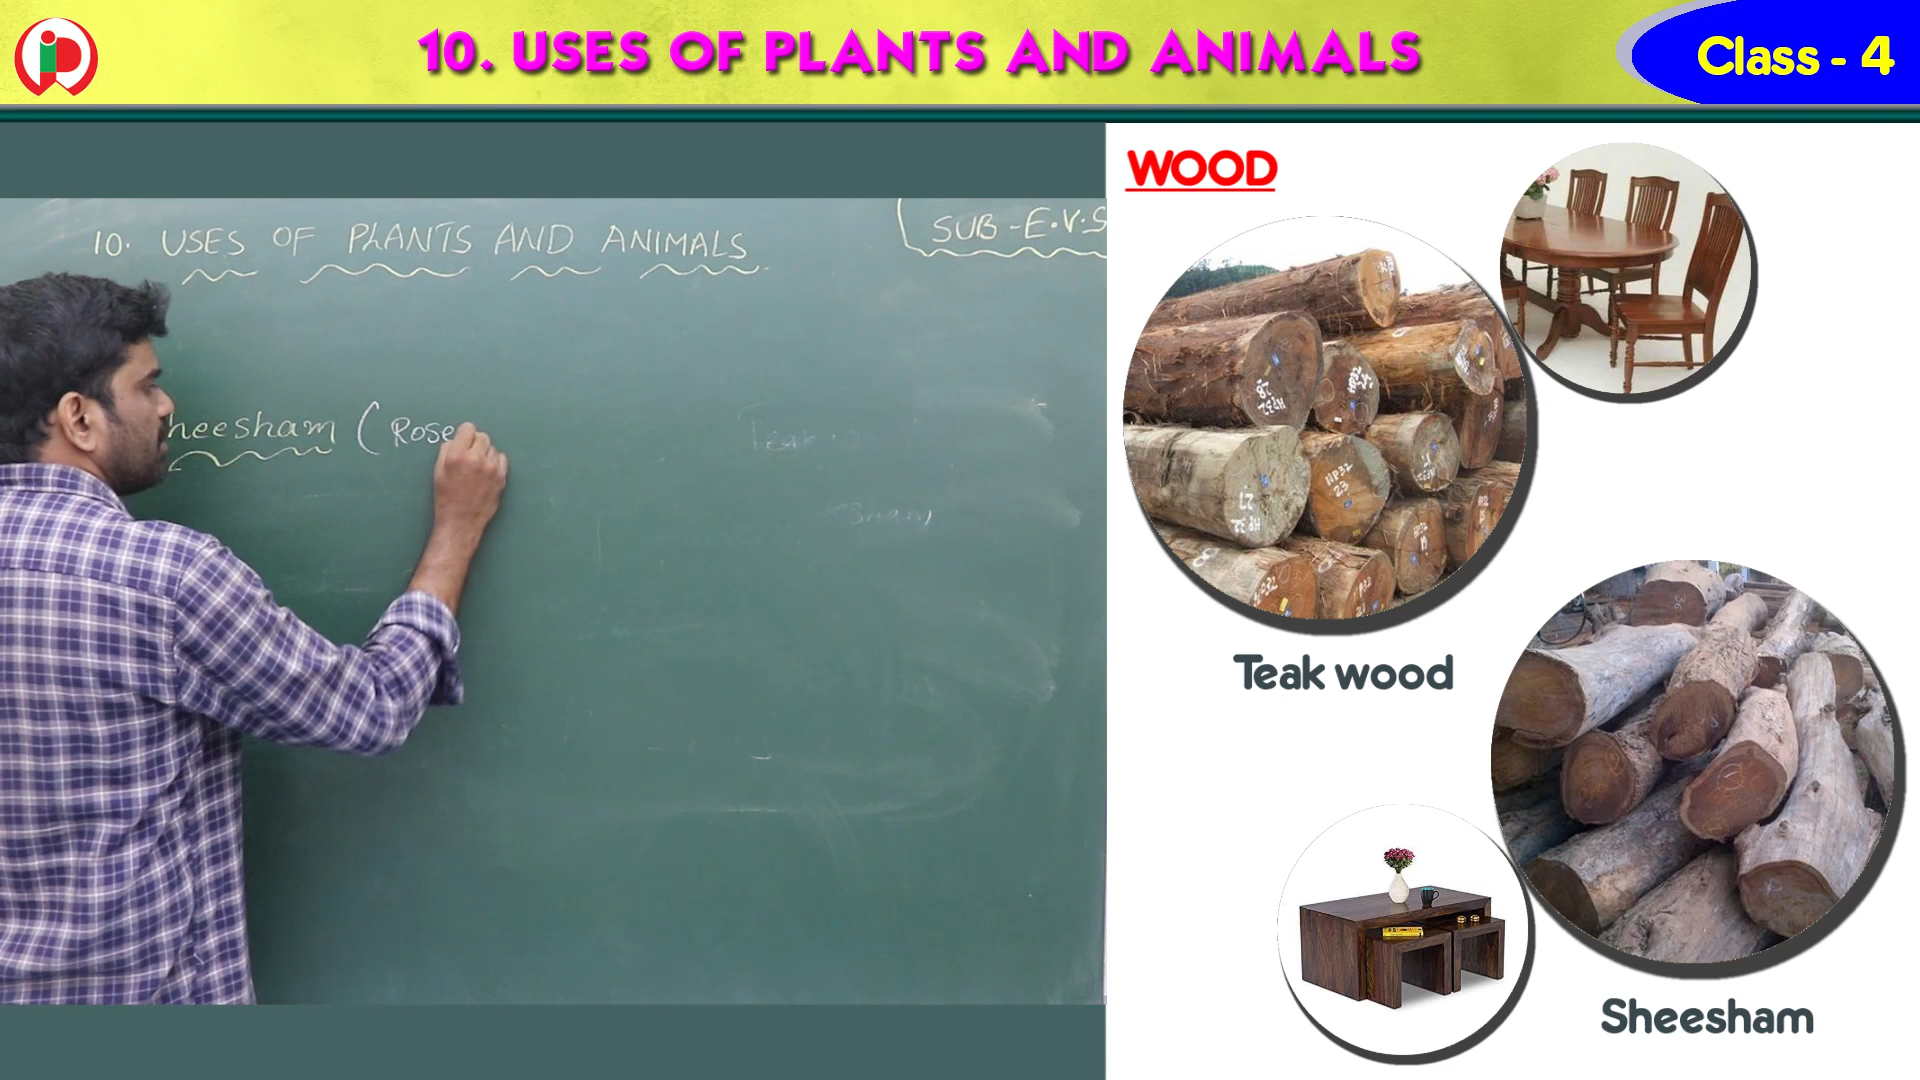 10. USES OF PLANTS AND ANIMALS
Class - 4
10. USES OF PLANTS AND ANIMALS
SUB - E.V.S
heesham (Rose
WOOD
Teak wood
Sheesham